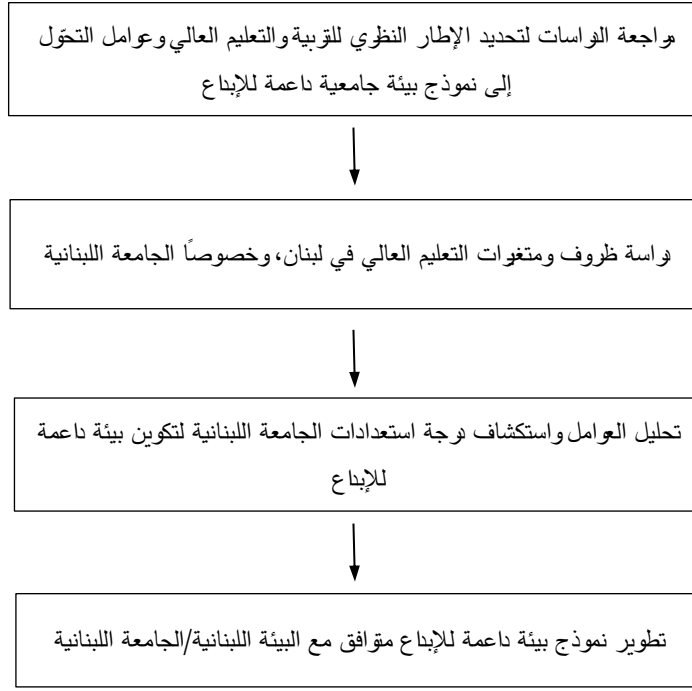 مراجعة الدراسات لتحديد الإطار النظري للتربية والتعليم العالي وعوامل التحوّل
إلى نموذج بيئة جامعية داعمة للإبداع
دراسة ظروف ومتغيرات التعليم العالي في لبنان، وخصوصًا الجامعة اللبنانية
تحليل العوامل واستكشاف درجة استعدادات الجامعة اللبنانية لتكوين بيئة داعمة
للإبداع
تطوير نموذج بيئة داعمة للإبداع متوافق مع البيئة اللبنانية/الجامعة اللبنانية